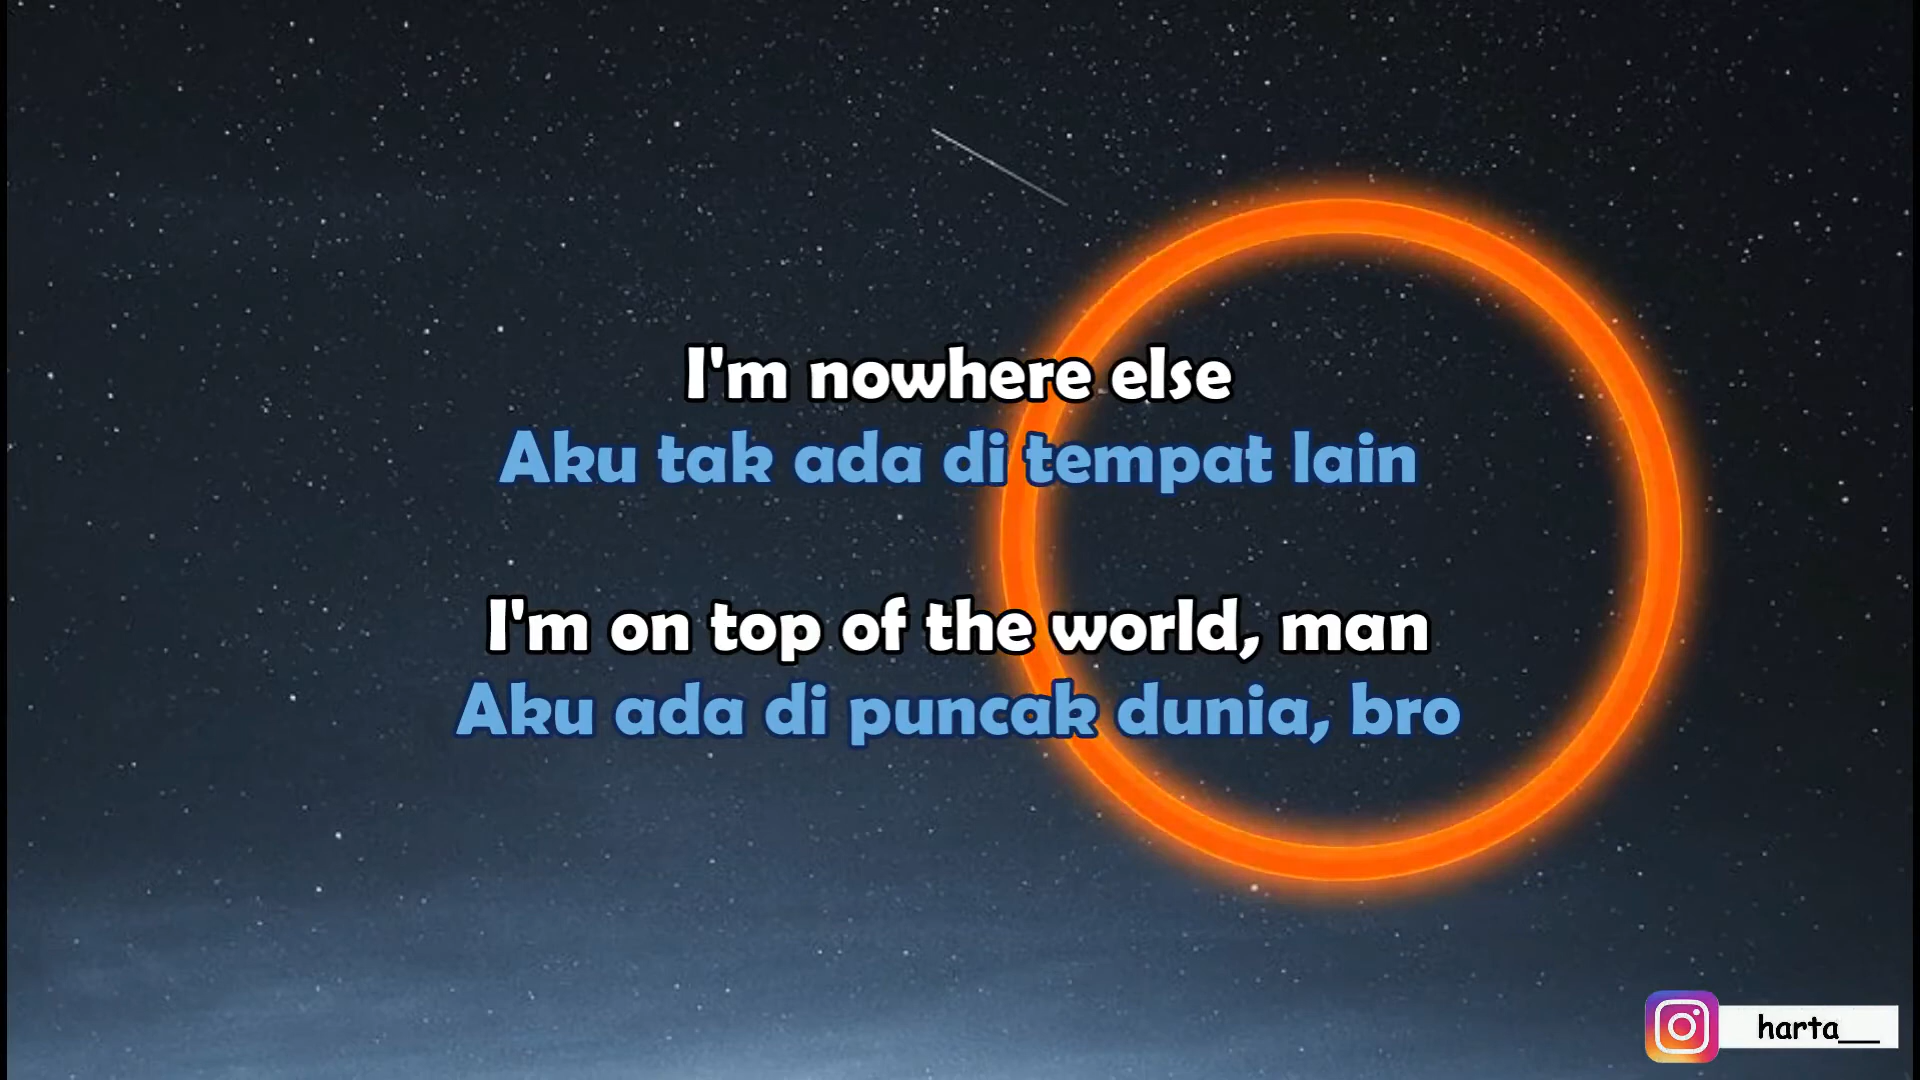 I'm nowhere else
Aku tak ada di tempat lain
I'm on top of the world, man
Aku ada di puncak dunia, bro
harta__